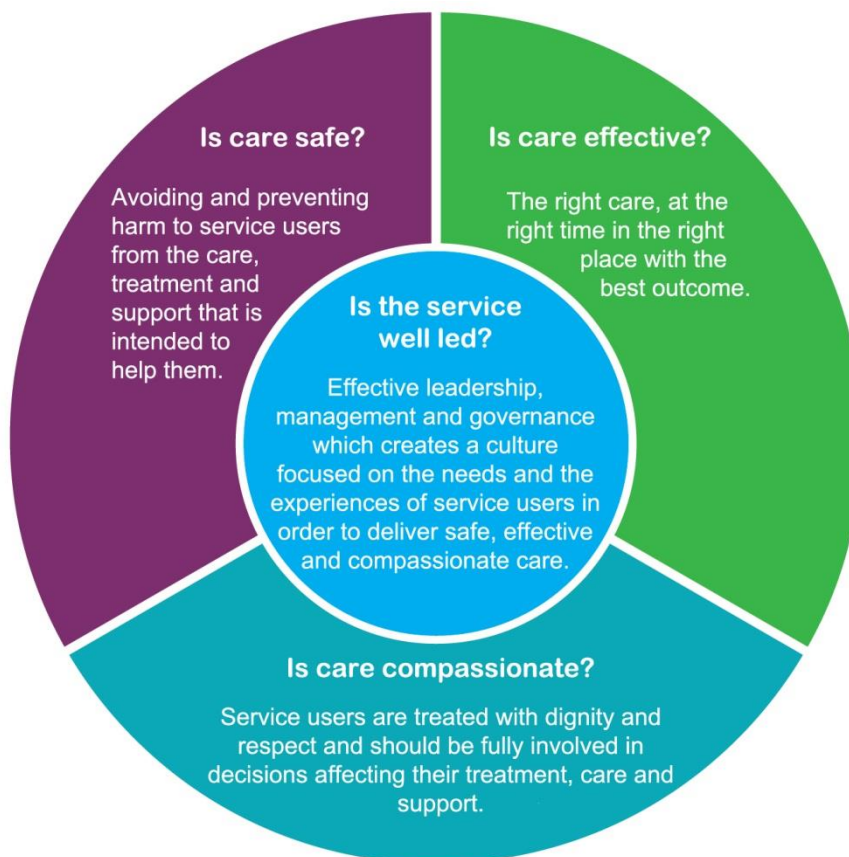 Is care safe?
Avoiding and preventing
harm to service users
from the care,
treatment and
support that is
intended to
help them.
Is care effective?
The right care, at the
right time in the right
place with the
best outcome.
Is the service
well led?
Effective leadership,
management and governance
which creates a culture
focused on the needs and the
experiences of service users in
order to deliver safe, effective
and compassionate care.
Is care compassionate?
Service users are treated with dignity and
respect and should be fully involved in
decisions affecting their treatment, care and
support.